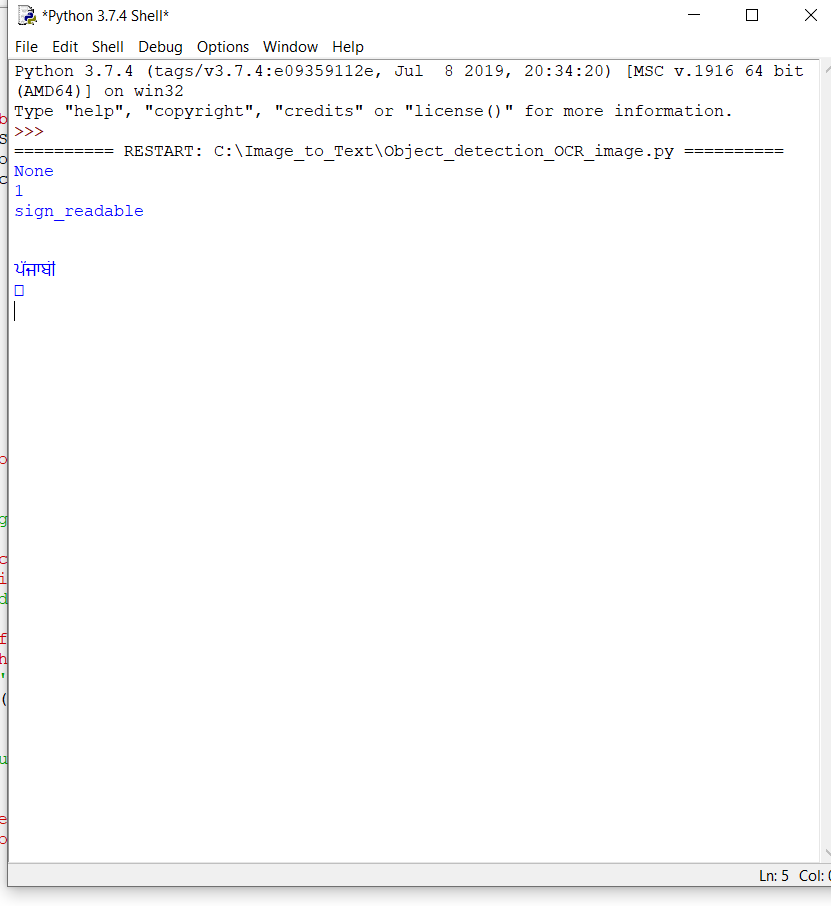 *Python 3.7.4 Shell*
File Edit Shell Debug Options Window Help
Python 3.7.4 (tags/v3.7.4:e09359112e, Jul  8 2019, 20:34:20) [MSC v.1916 64 bit
(AMD64)] on win32
Type "help", "copyright", "credits" or "license()" for more information.
>>>
========== RESTART: C:\Image_to_Text\Object_detection_OCR_image.py ==========
None
1
sign_readable
ਪੰਜਾਬੀ
Ln: 5 Col: 0